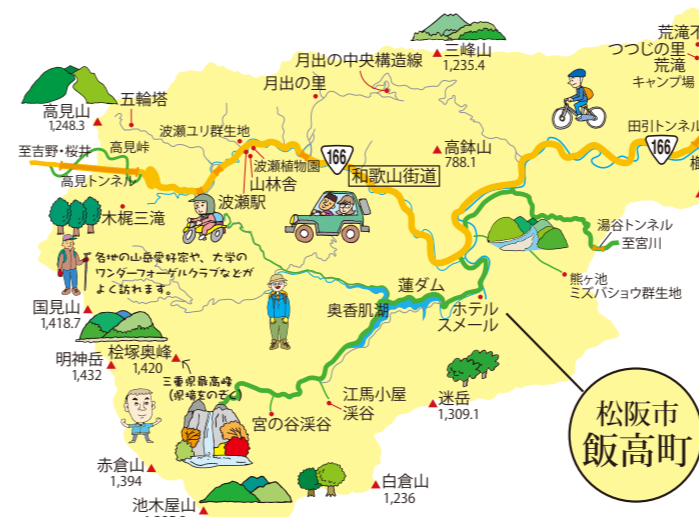 荒滝不
つつじの里
荒滝
キャンプ場
三峰山
1,235.4
月出の中央構造線
月出の里
高見山
1,248.3
五輪塔
波瀬ユリ群生地
高見峠
至吉野・桜井
高見トンネル
波瀬植物園
山林舎
波瀬駅
166
和歌山街道
高鉢山
788.1
田引トンネル
166
木梶三滝
湯谷トンネル
至宮川
各地の山岳愛好家や、大学の
ワンダーフォーゲルクラブなどが
よく訪れます。
熊ヶ池
ミズバショウ群生地
蓮ダム
奥香肌湖
ホテル
スメール
国見山
1,418.7
明神岳
1,432
桧塚奥峰
1,420
三重県最高峰
(県境をのぞく)
江馬小屋
渓谷
宮の谷渓谷
迷岳
1,309.1
松阪市
飯高町
赤倉山
1,394
白倉山
1,236
池木屋山